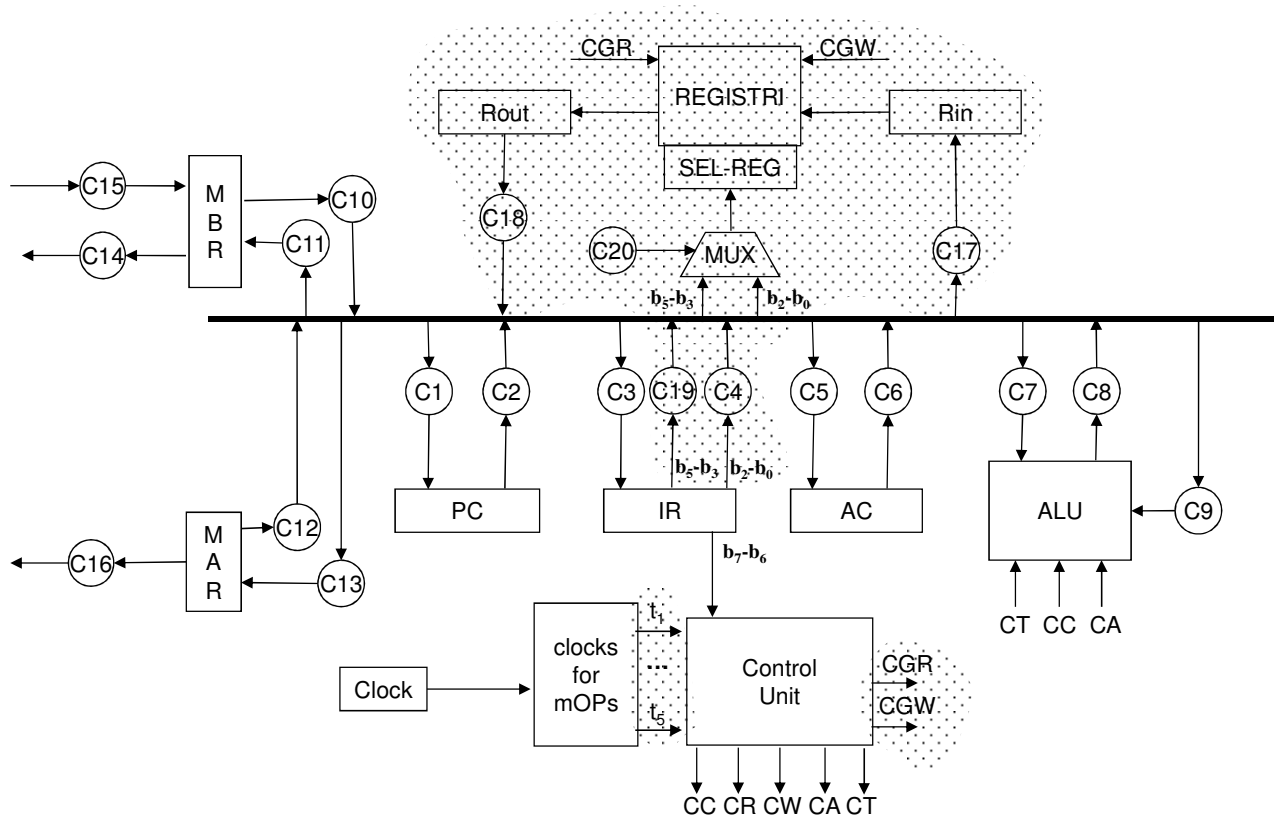 CGR
CGW
REGISTRI
Rout
Rin
SEL-REG
C15
M
B
R
C10
C14
C11
C18
C20
MUX
C17
b5-b3
b2-b0
C1
C2
C3
C19
C4
C5
C6
C7
C8
b5-b3
b2-b0
PC
IR
AC
ALU
C9
C12
M
A
R
C16
C13
b7-b6
CT CC CA
Clock
clocks
for
mOPs
t1
...
t5
Control
Unit
CGR
CGW
CC CR CW CA CT